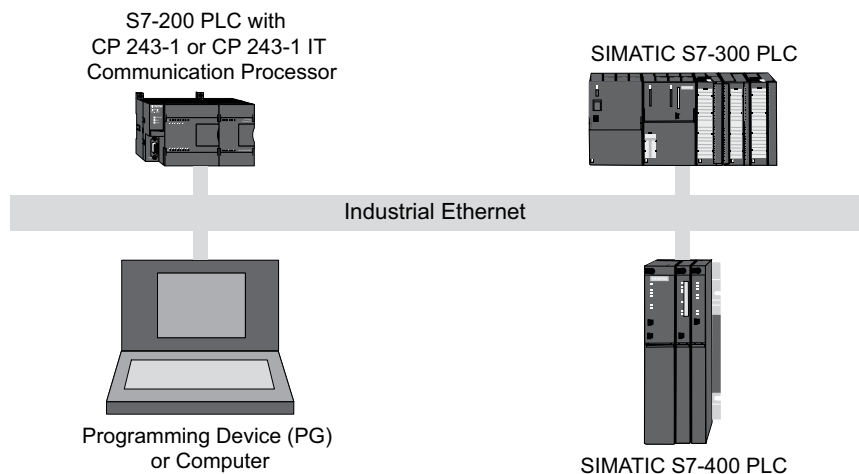 S7-200 PLC with
CP 243-1 or CP 243-1 IT
Communication Processor
SIMATIC S7-300 PLC
Industrial Ethernet
Programming Device (PG)
or Computer
SIMATIC S7-400 PLC